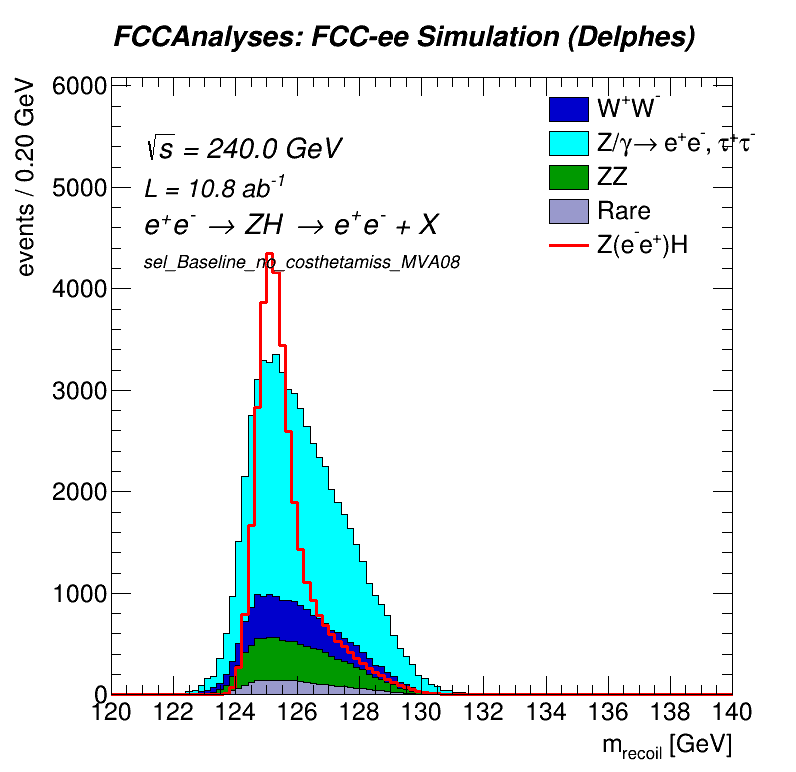 FCCAnalyses: FCC-ee Simulation (Delphes)
events / 0.20 GeV
6000
5000
4000
3000
2000
1000
0
√s = 240.0 GeV
L = 10.8 ab⁻¹
e⁺e⁻ → ZH → e⁺e⁻ + X
sel_Baseline_no_costhetamiss_MVA08
W⁺W⁻
Z/γ→ e⁺e⁻, τ⁺τ⁻
ZZ
Rare
Z(e⁻e⁺)H
120 122 124 126 128 130 132 134 136 138 140
m_recoil [GeV]